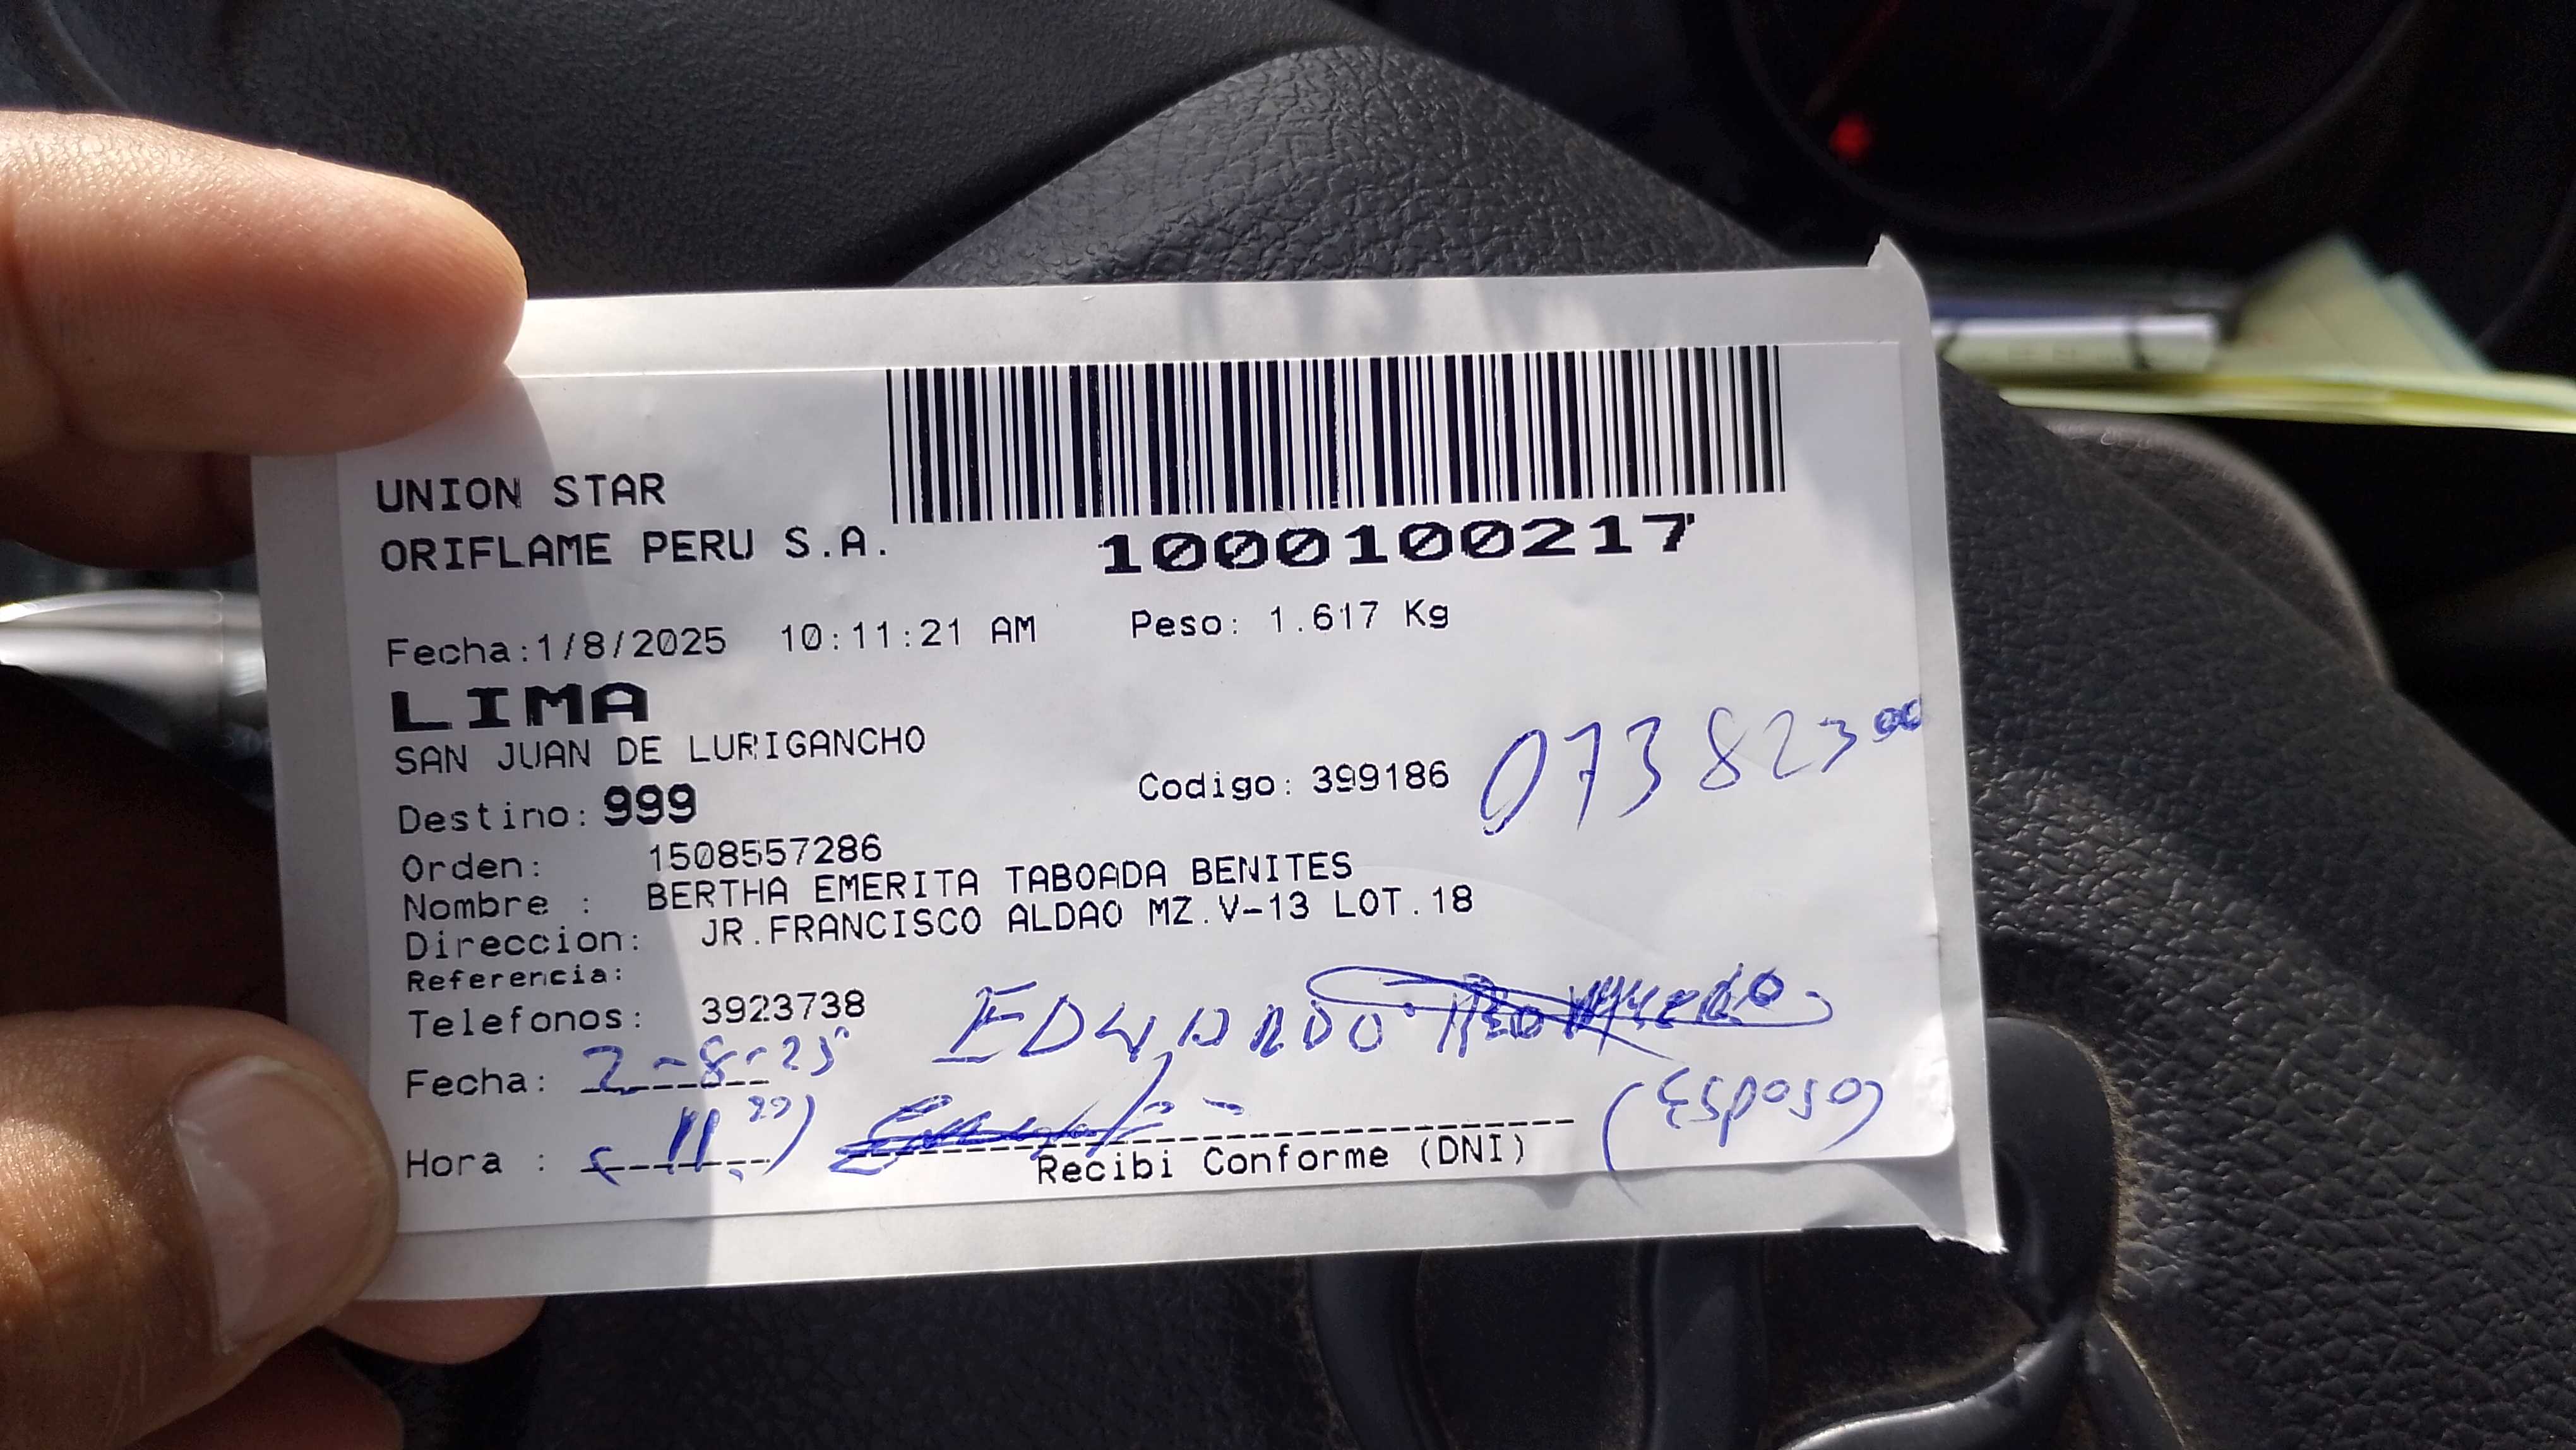 UNION STAR
ORIFLAME PERU S.A.
1000100217
Fecha:1/8/2025 10:11:21 AM Peso: 1.617 Kg
LIMA
SAN JUAN DE LURIGANCHO
Destino: 999 Codigo: 399186
Orden: 1508557286
Nombre : BERTHA EMERITA TABOADA BENITES
Direccion: JR.FRANCISCO ALDAO MZ.V-13 LOT.18
Referencia:
Telefonos: 3923738 EDWARDO
Fecha: 2-8-25
(Esposo)
Hora :
Recibi Conforme (DNI)